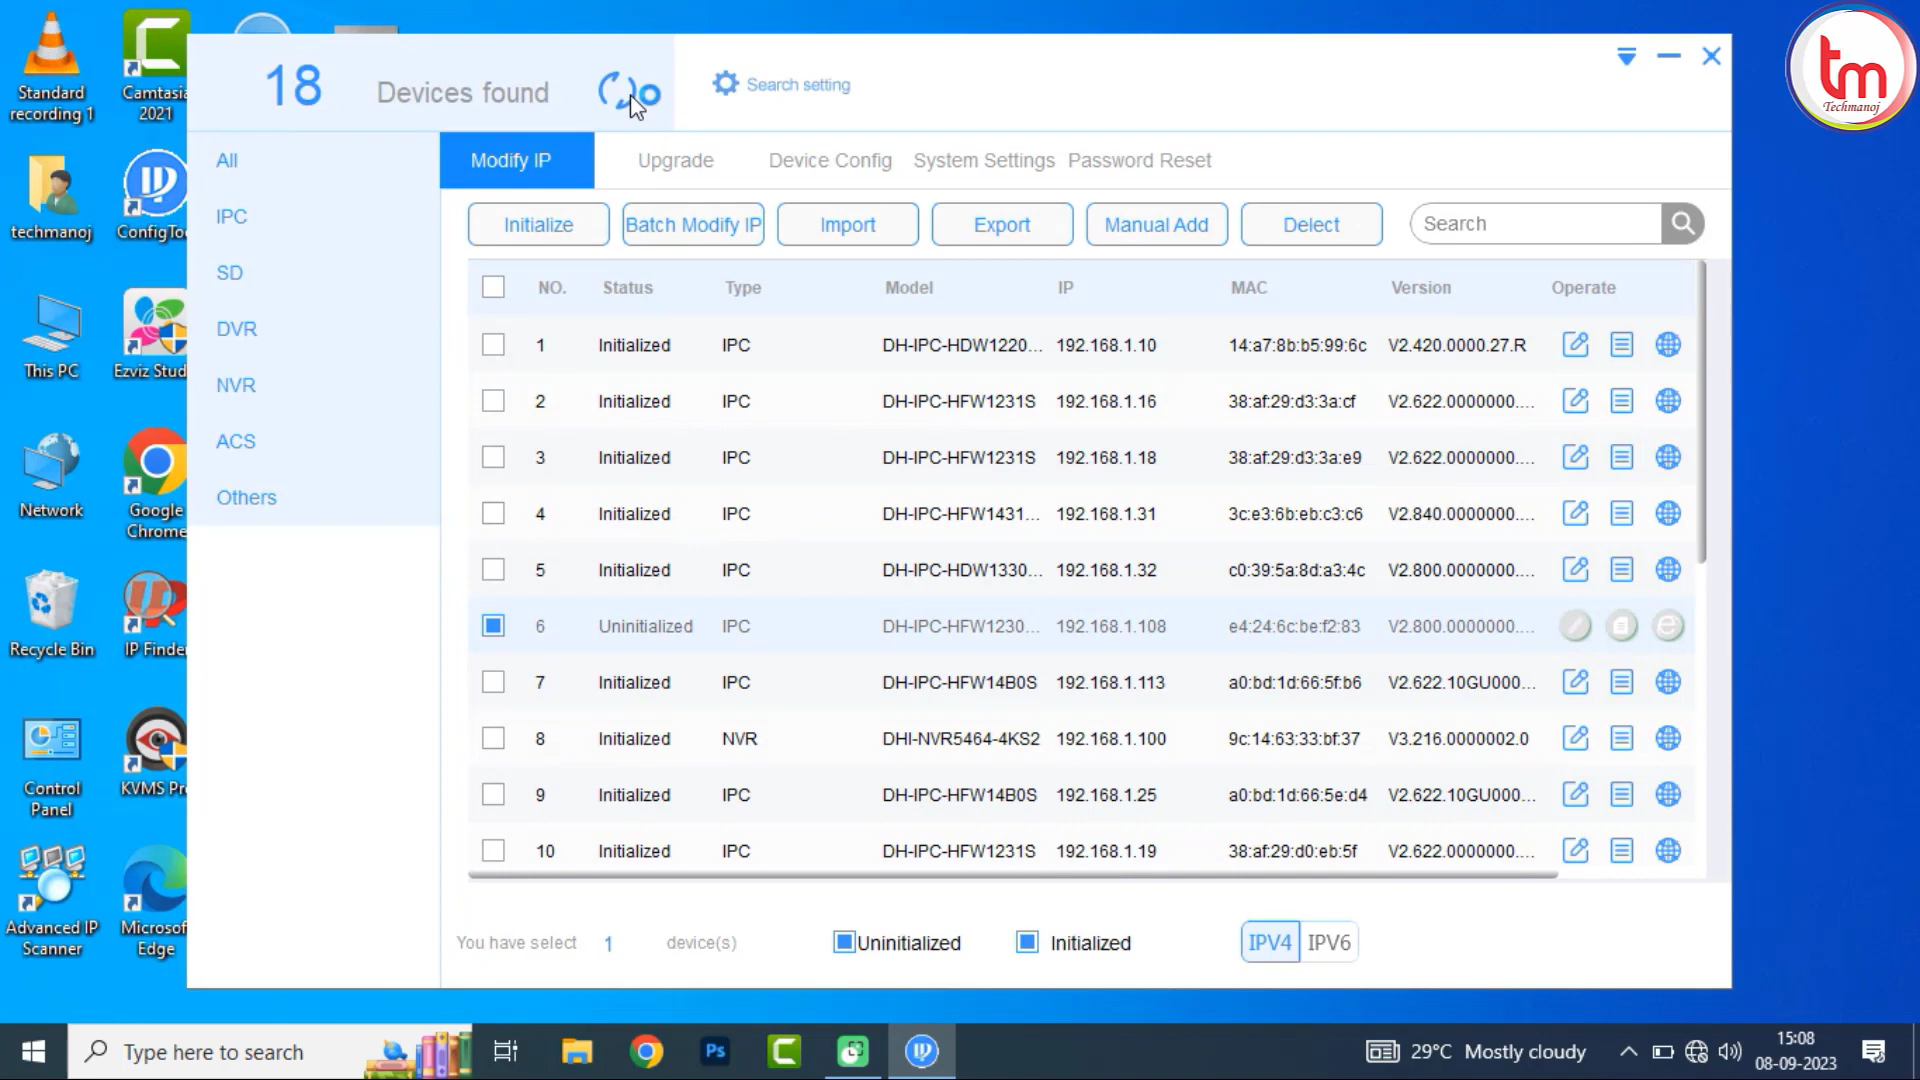 18 Devices found
Search setting
tm
Techmanoj
Standard recording 1
Camtasia 2021
techmanoj
ConfigToo
This PC
Ezviz Stud
Network
Google Chrome
Recycle Bin
IP Finder
Control Panel
KVMS Pr
Advanced IP Scanner
Microsof Edge
All
IPC
SD
DVR
NVR
ACS
Others
Modify IP Upgrade Device Config System Settings Password Reset
Initialize Batch Modify IP Import Export Manual Add Delect Search
NO. Status Type Model IP MAC Version Operate
1 Initialized IPC DH-IPC-HDW1220... 192.168.1.10 14:a7:8b:b5:99:6c V2.420.0000.27.R
2 Initialized IPC DH-IPC-HFW1231S 192.168.1.16 38:af:29:d3:3a:cf V2.622.0000000....
3 Initialized IPC DH-IPC-HFW1231S 192.168.1.18 38:af:29:d3:3a:e9 V2.622.0000000....
4 Initialized IPC DH-IPC-HFW1431... 192.168.1.31 3c:e3:6b:eb:c3:c6 V2.840.0000000....
5 Initialized IPC DH-IPC-HDW1330... 192.168.1.32 c0:39:5a:8d:a3:4c V2.800.0000000....
6 Uninitialized IPC DH-IPC-HFW1230... 192.168.1.108 e4:24:6c:be:f2:83 V2.800.0000000....
7 Initialized IPC DH-IPC-HFW14B0S 192.168.1.113 a0:bd:1d:66:5f:b6 V2.622.10GU000...
8 Initialized NVR DHI-NVR5464-4KS2 192.168.1.100 9c:14:63:33:bf:37 V3.216.0000002.0
9 Initialized IPC DH-IPC-HFW14B0S 192.168.1.25 a0:bd:1d:66:5e:d4 V2.622.10GU000...
10 Initialized IPC DH-IPC-HFW1231S 192.168.1.19 38:af:29:d0:eb:5f V2.622.0000000....
You have select 1 device(s) Uninitialized Initialized IPV4 IPV6
Type here to search
Ps
29°C Mostly cloudy
15:08
08-09-2023